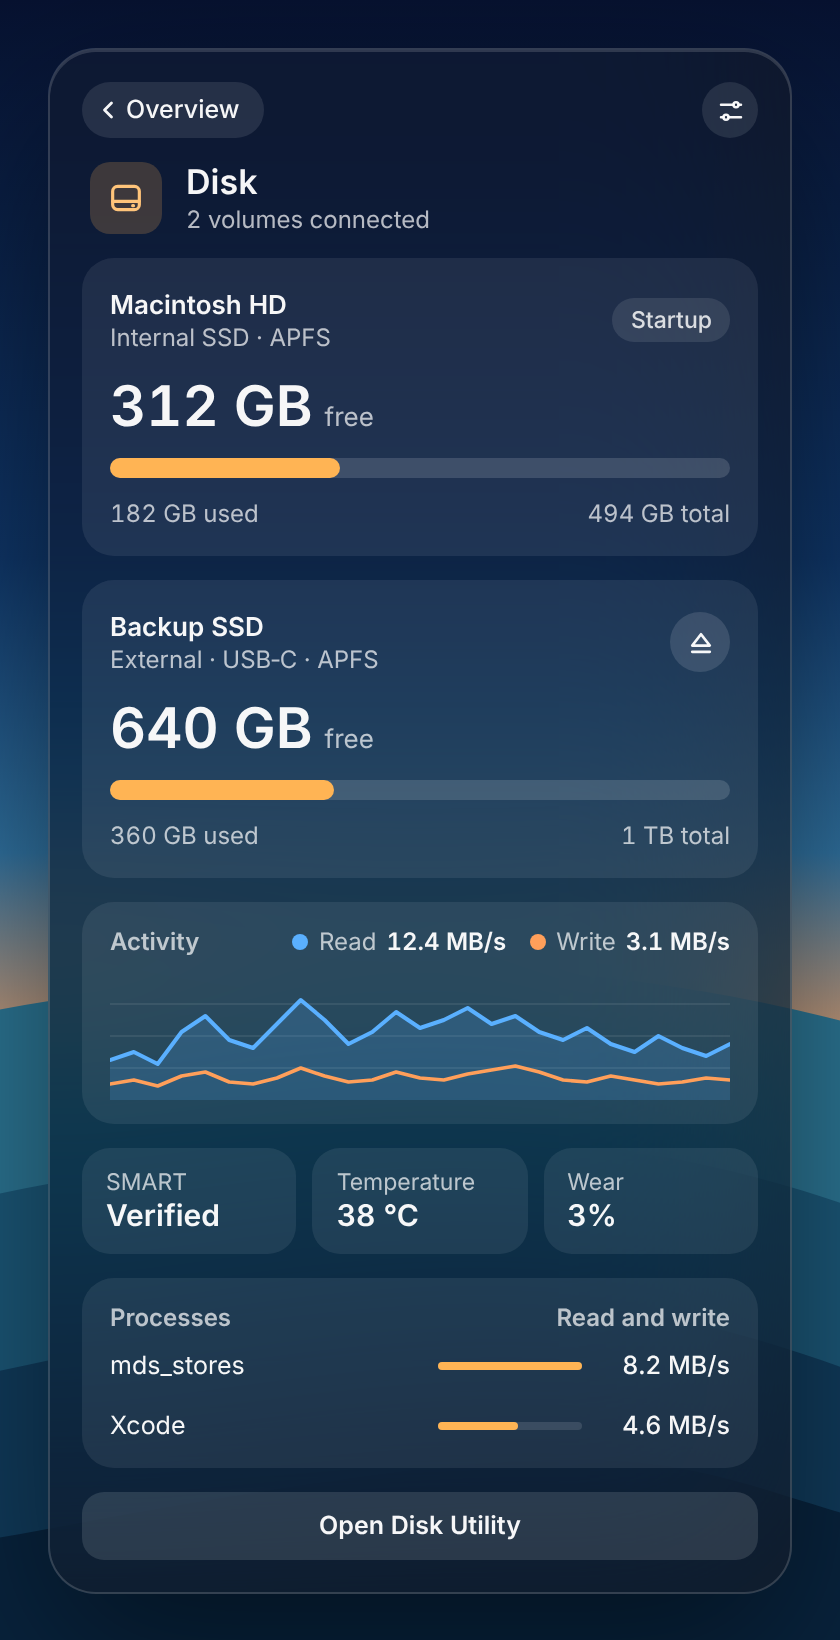 Overview
Disk
2 volumes connected
Macintosh HD
Internal SSD · APFS
Startup
312 GB free
182 GB used
494 GB total
Backup SSD
External · USB-C · APFS
640 GB free
360 GB used
1 TB total
Activity
Read 12.4 MB/s
Write 3.1 MB/s
SMART
Verified
Temperature
38 °C
Wear
3%
Processes
Read and write
mds_stores
8.2 MB/s
Xcode
4.6 MB/s
Open Disk Utility